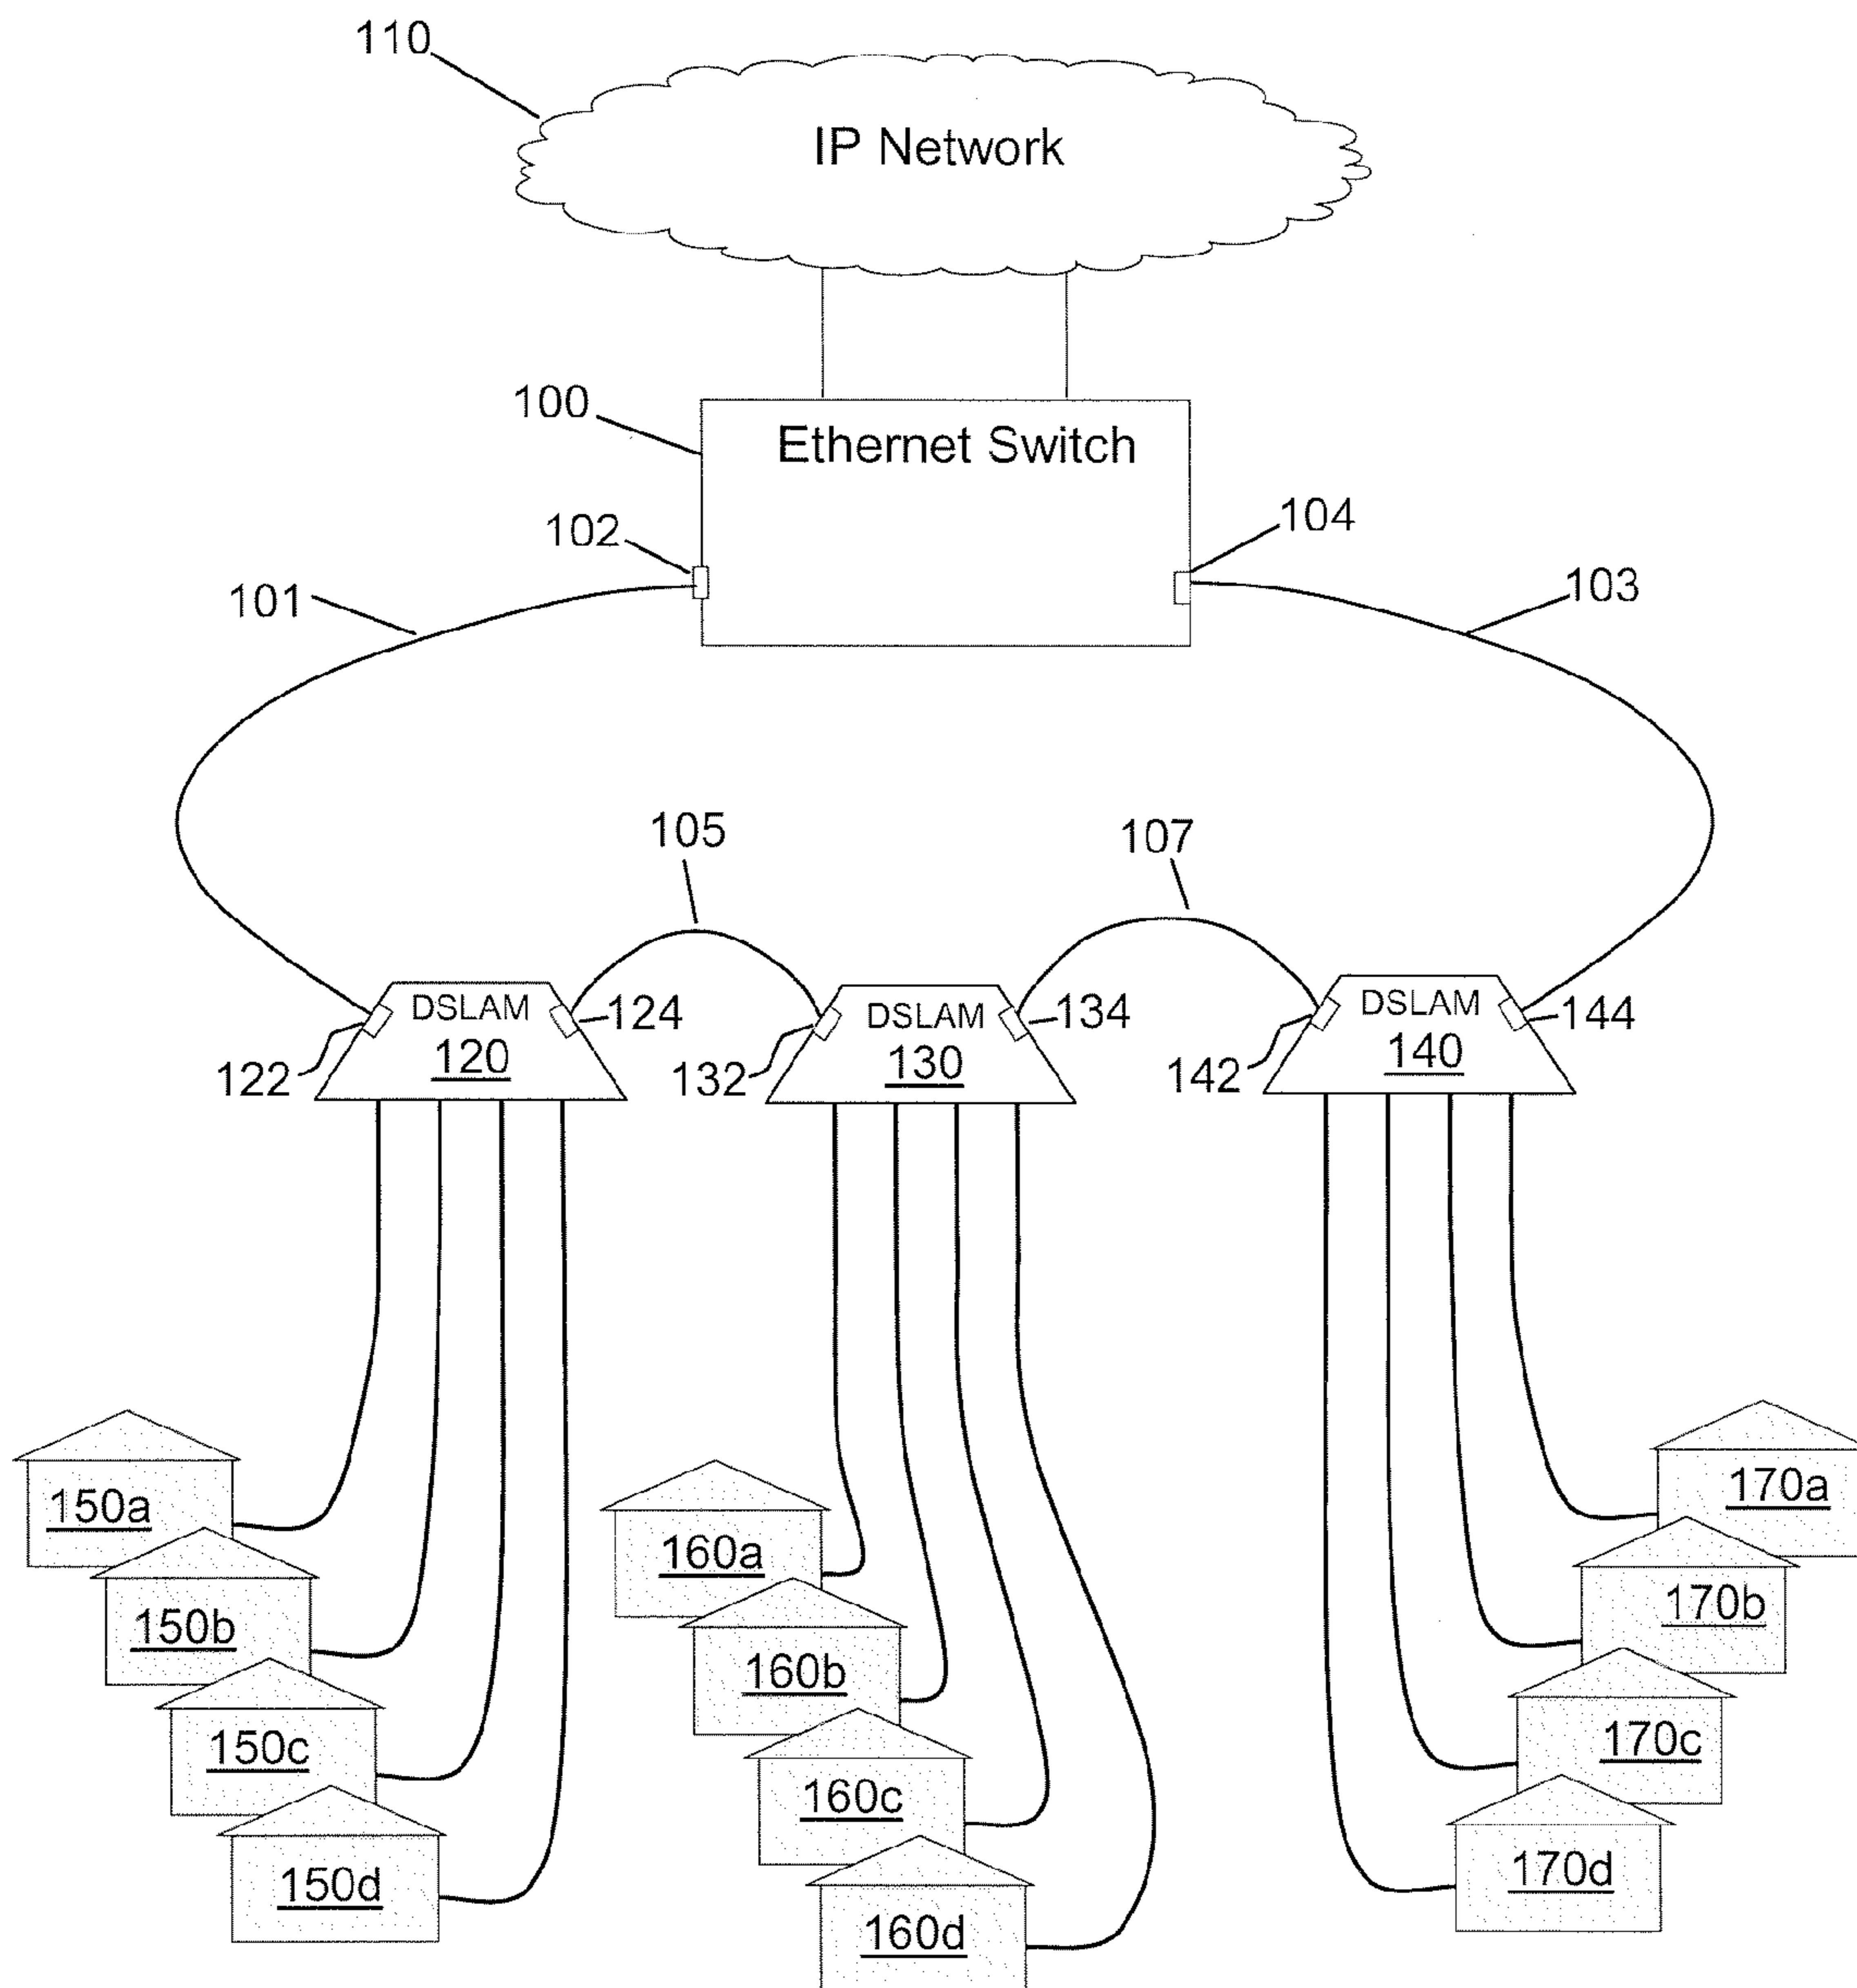 110
IP Network
100
Ethernet Switch
102
104
101
103
105
107
DSLAM
120
122
124
DSLAM
130
132
134
DSLAM
140
142
144
150a
150b
150c
150d
160a
160b
160c
160d
170a
170b
170c
170d